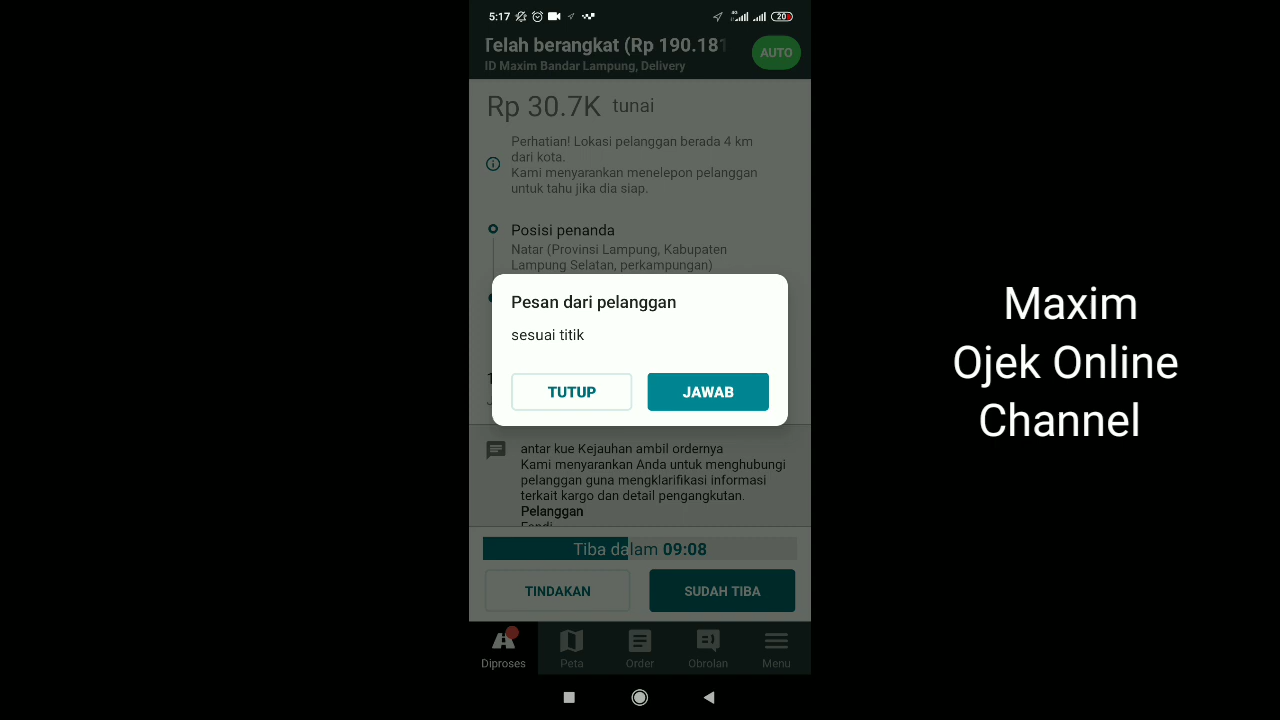 5:17
4G
20
Telah berangkat (Rp 190.181
ID Maxim Bandar Lampung, Delivery
AUTO
Rp 30.7K tunai
Perhatian! Lokasi pelanggan berada 4 km
dari kota.
Kami menyarankan menelepon pelanggan
untuk tahu jika dia siap.
Posisi penanda
Natar (Provinsi Lampung, Kabupaten
Lampung Selatan, perkampungan)
Pesan dari pelanggan
sesuai titik
TUTUP
JAWAB
antar kue Kejauhan ambil ordernya
Kami menyarankan Anda untuk menghubungi
pelanggan guna mengklarifikasi informasi
terkait kargo dan detail pengangkutan.
Pelanggan
Tiba dalam 09:08
TINDAKAN
SUDAH TIBA
Diproses
Peta
Order
Obrolan
Menu
Maxim
Ojek Online
Channel